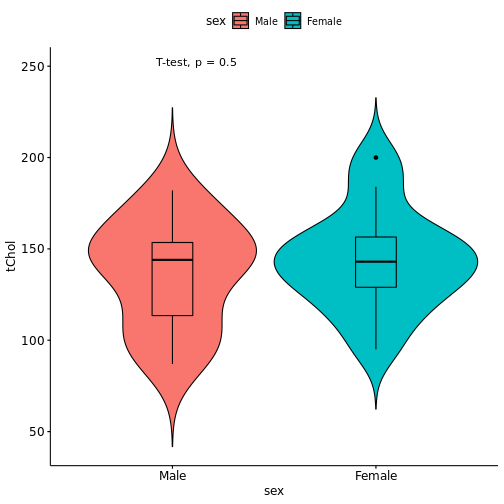 sex Male Female
T-test, p = 0.5
tChol
250
200
150
100
50
Male Female
sex